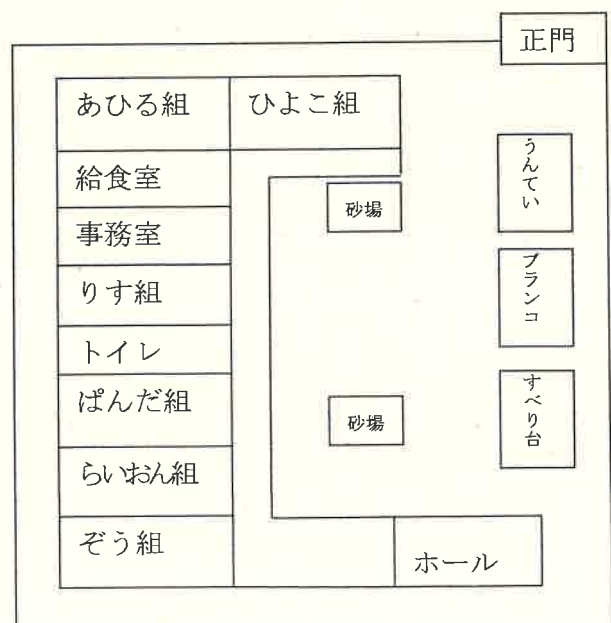 正門
あひる組
ひよこ組
給食室
事務室
りす組
トイレ
ぱんだ組
らいおん組
ぞう組
砂場
砂場
うんてい
ブランコ
すべり台
ホール